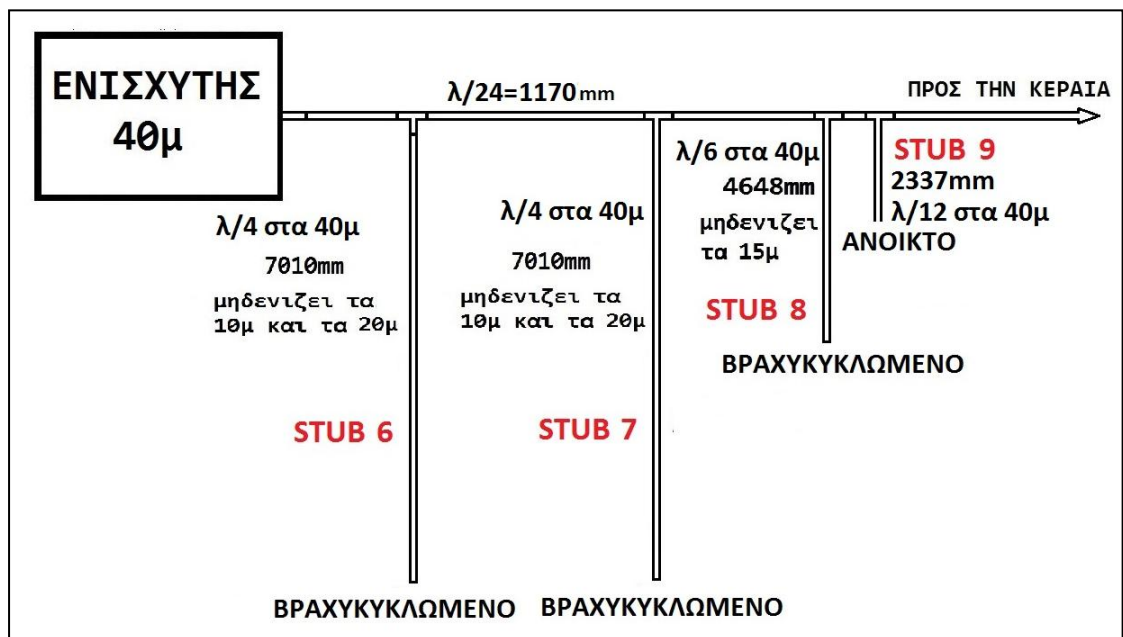 ΕΝΙΣΧΥΤΗΣ
40μ
λ/24=1170mm
ΠΡΟΣ ΤΗΝ ΚΕΡΑΙΑ
λ/4 στα 40μ
7010mm
μηδενιζει τα
10μ και τα 20μ
STUB 6
ΒΡΑΧΥΚΥΚΛΩΜΕΝΟ
λ/4 στα 40μ
7010mm
μηδενιζει τα
10μ και τα 20μ
STUB 7
ΒΡΑΧΥΚΥΚΛΩΜΕΝΟ
λ/6 στα 40μ
4648mm
μηδενιζει
τα 15μ
STUB 8
ΒΡΑΧΥΚΥΚΛΩΜΕΝΟ
STUB 9
2337mm
λ/12 στα 40μ
ΑΝΟΙΚΤΟ